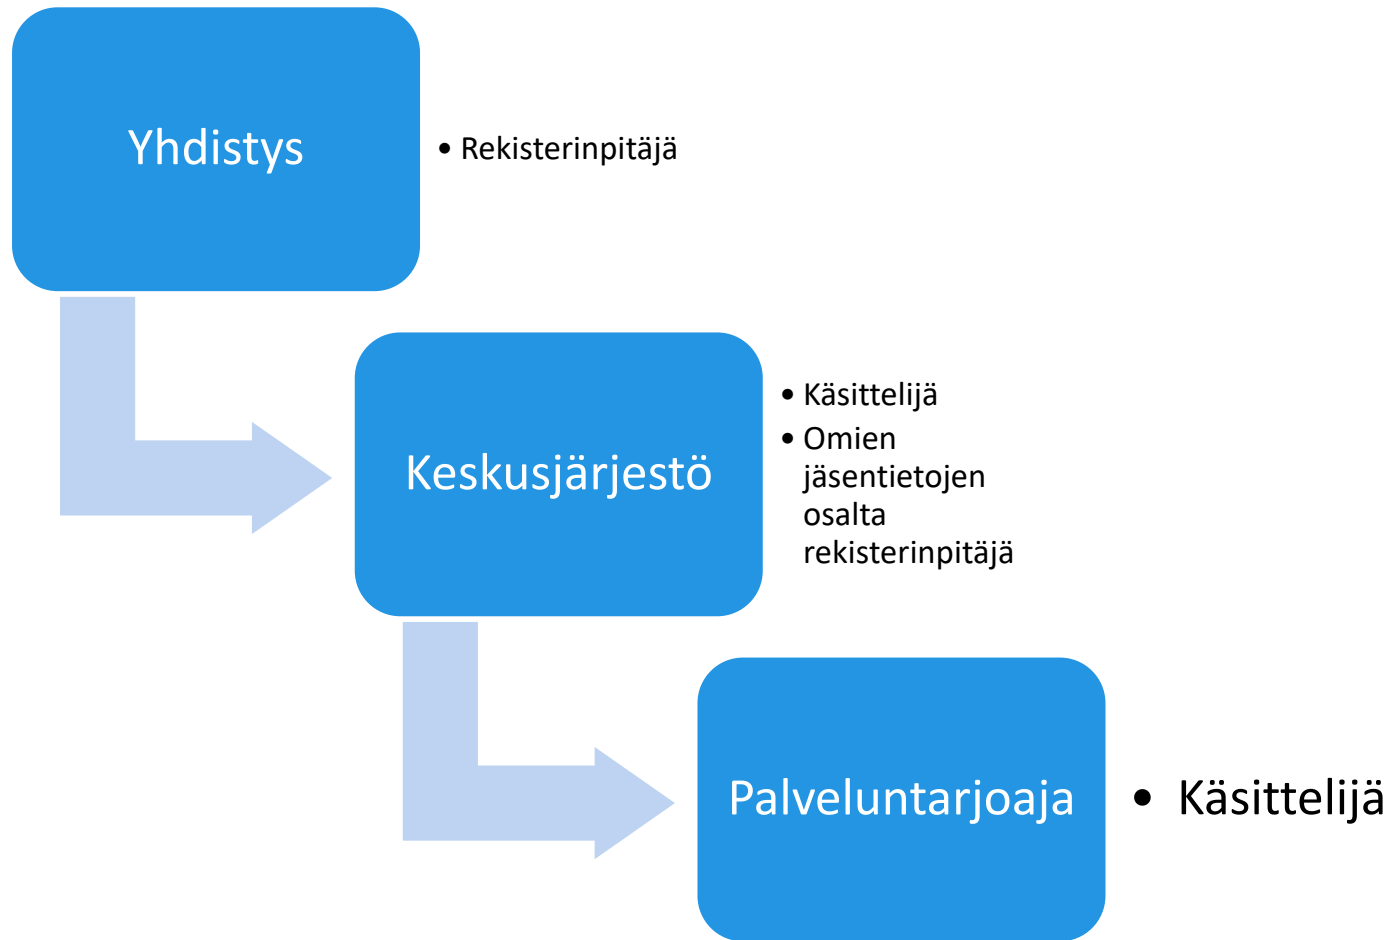 Yhdistys
• Rekisterinpitäjä
Keskusjärjestö
• Käsittelijä
• Omien
jäsentietojen
osalta
rekisterinpitäjä
Palveluntarjoaja
• Käsittelijä